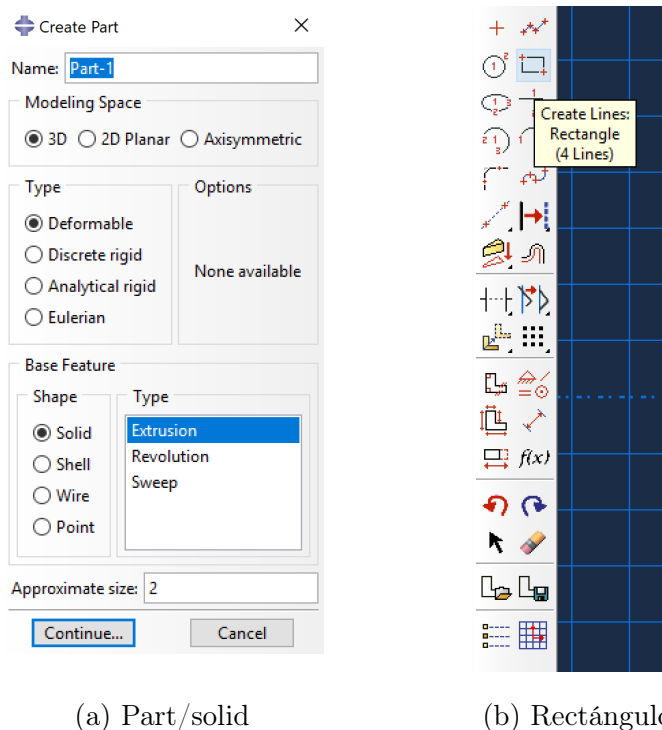 Create Part
Name: Part-1
Modeling Space
3D 2D Planar Axisymmetric
Type
Deformable
Discrete rigid
Analytical rigid
Eulerian
Options
None available
Base Feature
Shape
Solid
Shell
Wire
Point
Type
Extrusion
Revolution
Sweep
Approximate size: 2
Continue... Cancel
(a) Part/solid
Create Lines:
Rectangle
(4 Lines)
f(x)
(b) Rectángulo